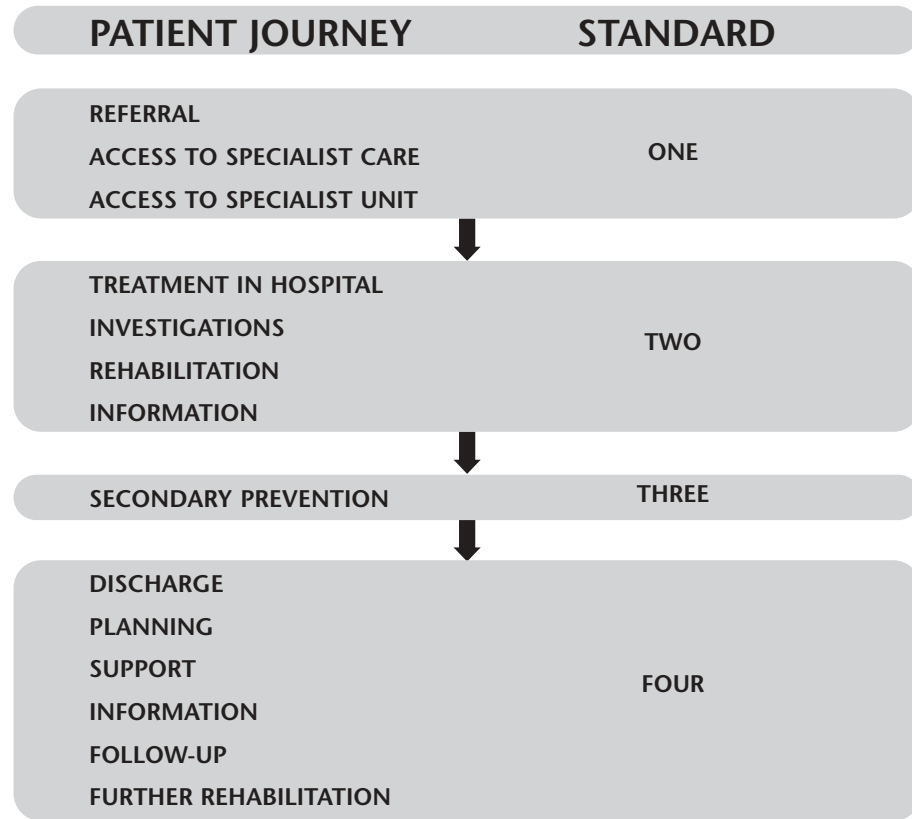 PATIENT JOURNEY STANDARD
REFERRAL
ACCESS TO SPECIALIST CARE
ONE
ACCESS TO SPECIALIST UNIT
TREATMENT IN HOSPITAL
INVESTIGATIONS
TWO
REHABILITATION
INFORMATION
SECONDARY PREVENTION THREE
DISCHARGE
PLANNING
SUPPORT
FOUR
INFORMATION
FOLLOW-UP
FURTHER REHABILITATION